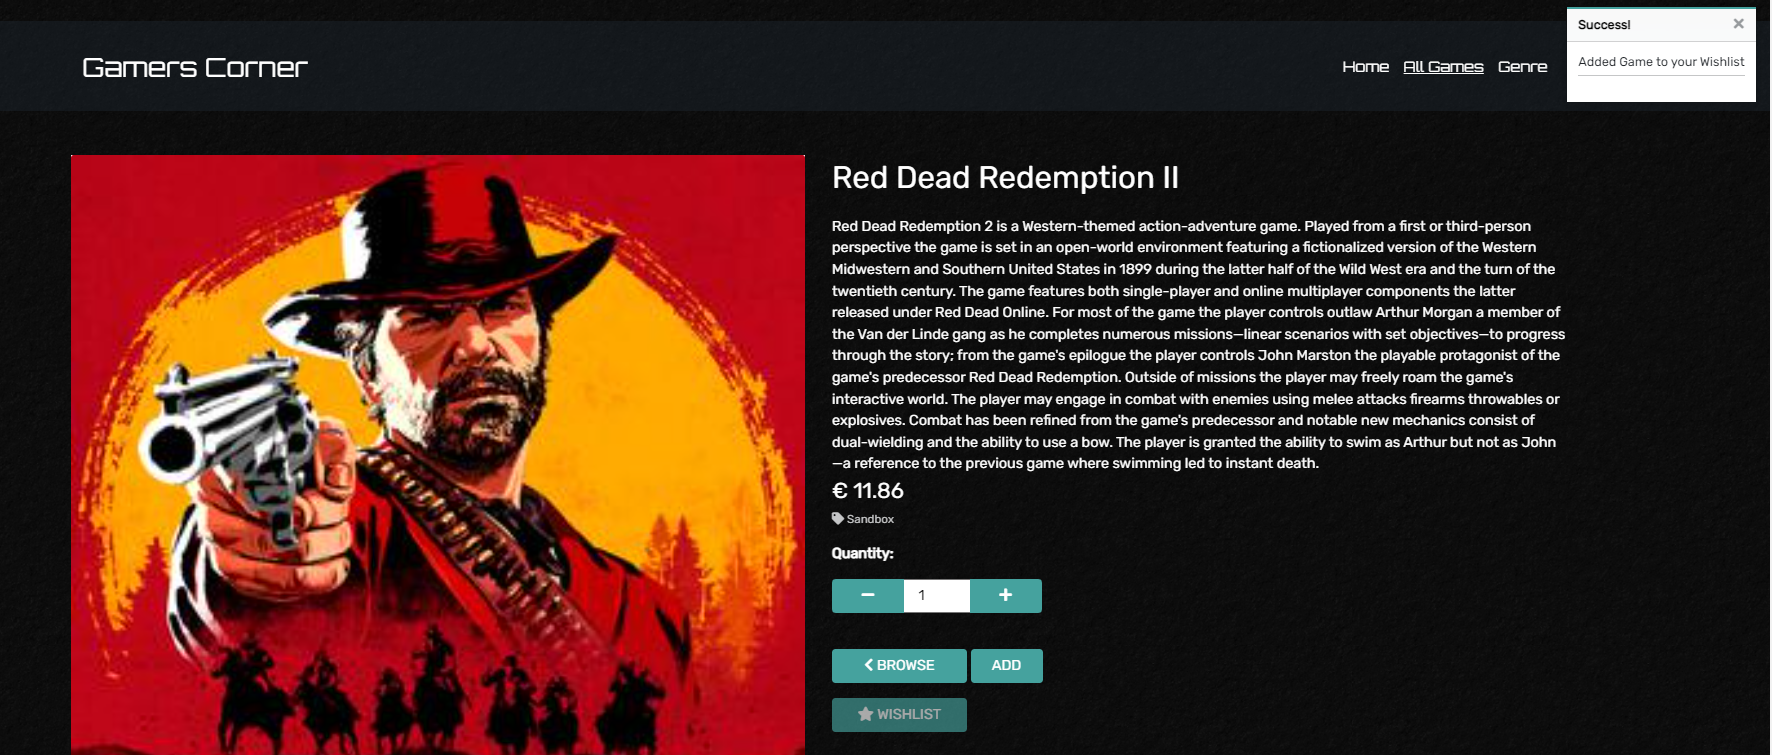 Gamers Corner
Home All Games Genre
Success! ×
Added Game to your Wishlist
Red Dead Redemption II
Red Dead Redemption 2 is a Western-themed action-adventure game. Played from a first or third-person
perspective the game is set in an open-world environment featuring a fictionalized version of the Western
Midwestern and Southern United States in 1899 during the latter half of the Wild West era and the turn of the
twentieth century. The game features both single-player and online multiplayer components the latter
released under Red Dead Online. For most of the game the player controls outlaw Arthur Morgan a member of
the Van der Linde gang as he completes numerous missions—linear scenarios with set objectives—to progress
through the story; from the game's epilogue the player controls John Marston the playable protagonist of the
game's predecessor Red Dead Redemption. Outside of missions the player may freely roam the game's
interactive world. The player may engage in combat with enemies using melee attacks firearms throwables or
explosives. Combat has been refined from the game's predecessor and notable new mechanics consist of
dual-wielding and the ability to use a bow. The player is granted the ability to swim as Arthur but not as John
—a reference to the previous game where swimming led to instant death.
€ 11.86
Sandbox
Quantity:
− 1 +
BROWSE ADD
WISHLIST